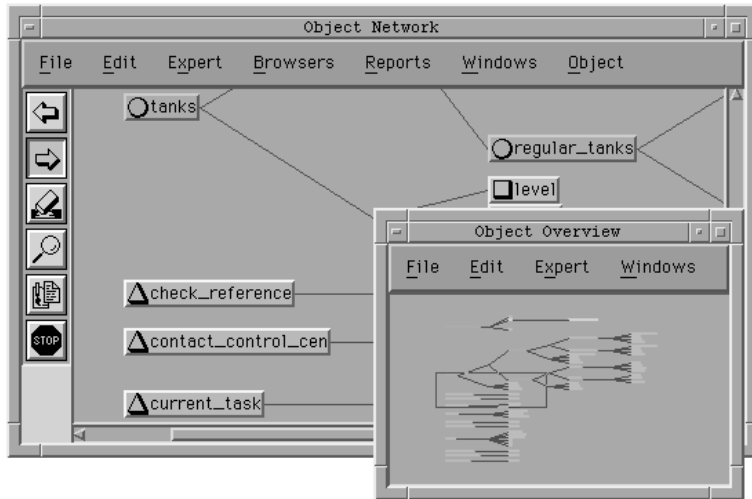 Object Network
File Edit Expert Browsers Reports Windows Object
tanks
regular_tanks
level
Object Overview
File Edit Expert Windows
check_reference
contact_control_cen
current_task
STOP